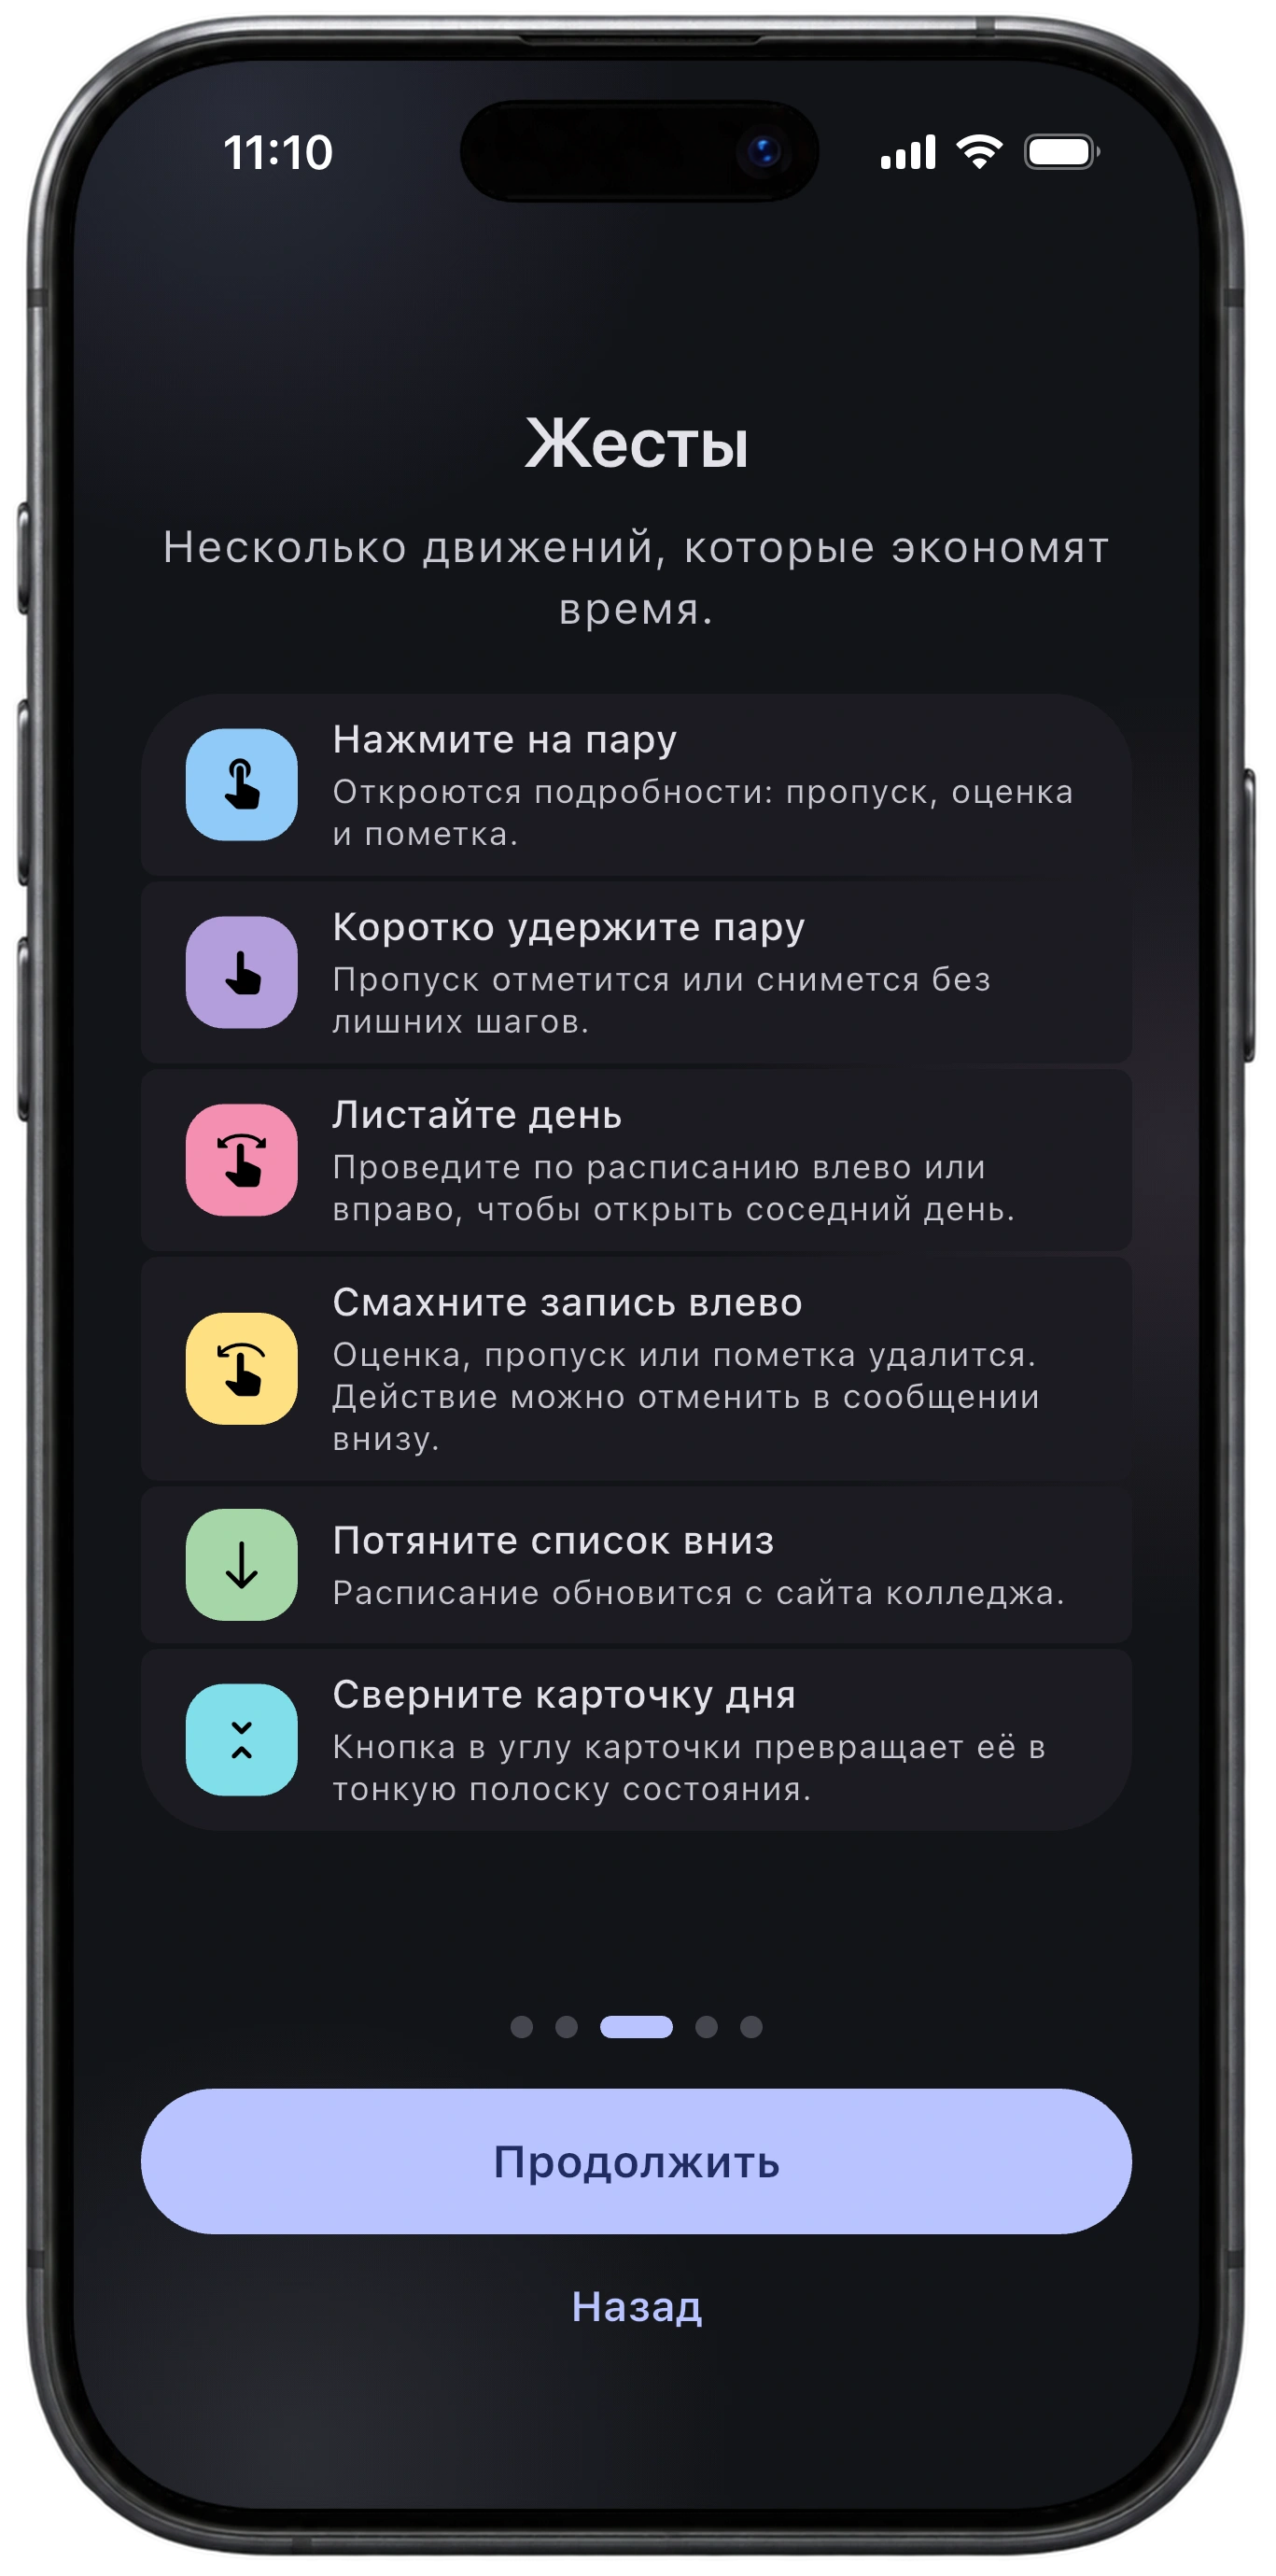 11:10
Жесты
Несколько движений, которые экономят
время.
Нажмите на пару
Откроются подробности: пропуск, оценка
и пометка.
Коротко удержите пару
Пропуск отметится или снимется без
лишних шагов.
Листайте день
Проведите по расписанию влево или
вправо, чтобы открыть соседний день.
Смахните запись влево
Оценка, пропуск или пометка удалится.
Действие можно отменить в сообщении
внизу.
Потяните список вниз
Расписание обновится с сайта колледжа.
Сверните карточку дня
Кнопка в углу карточки превращает её в
тонкую полоску состояния.
Продолжить
Назад